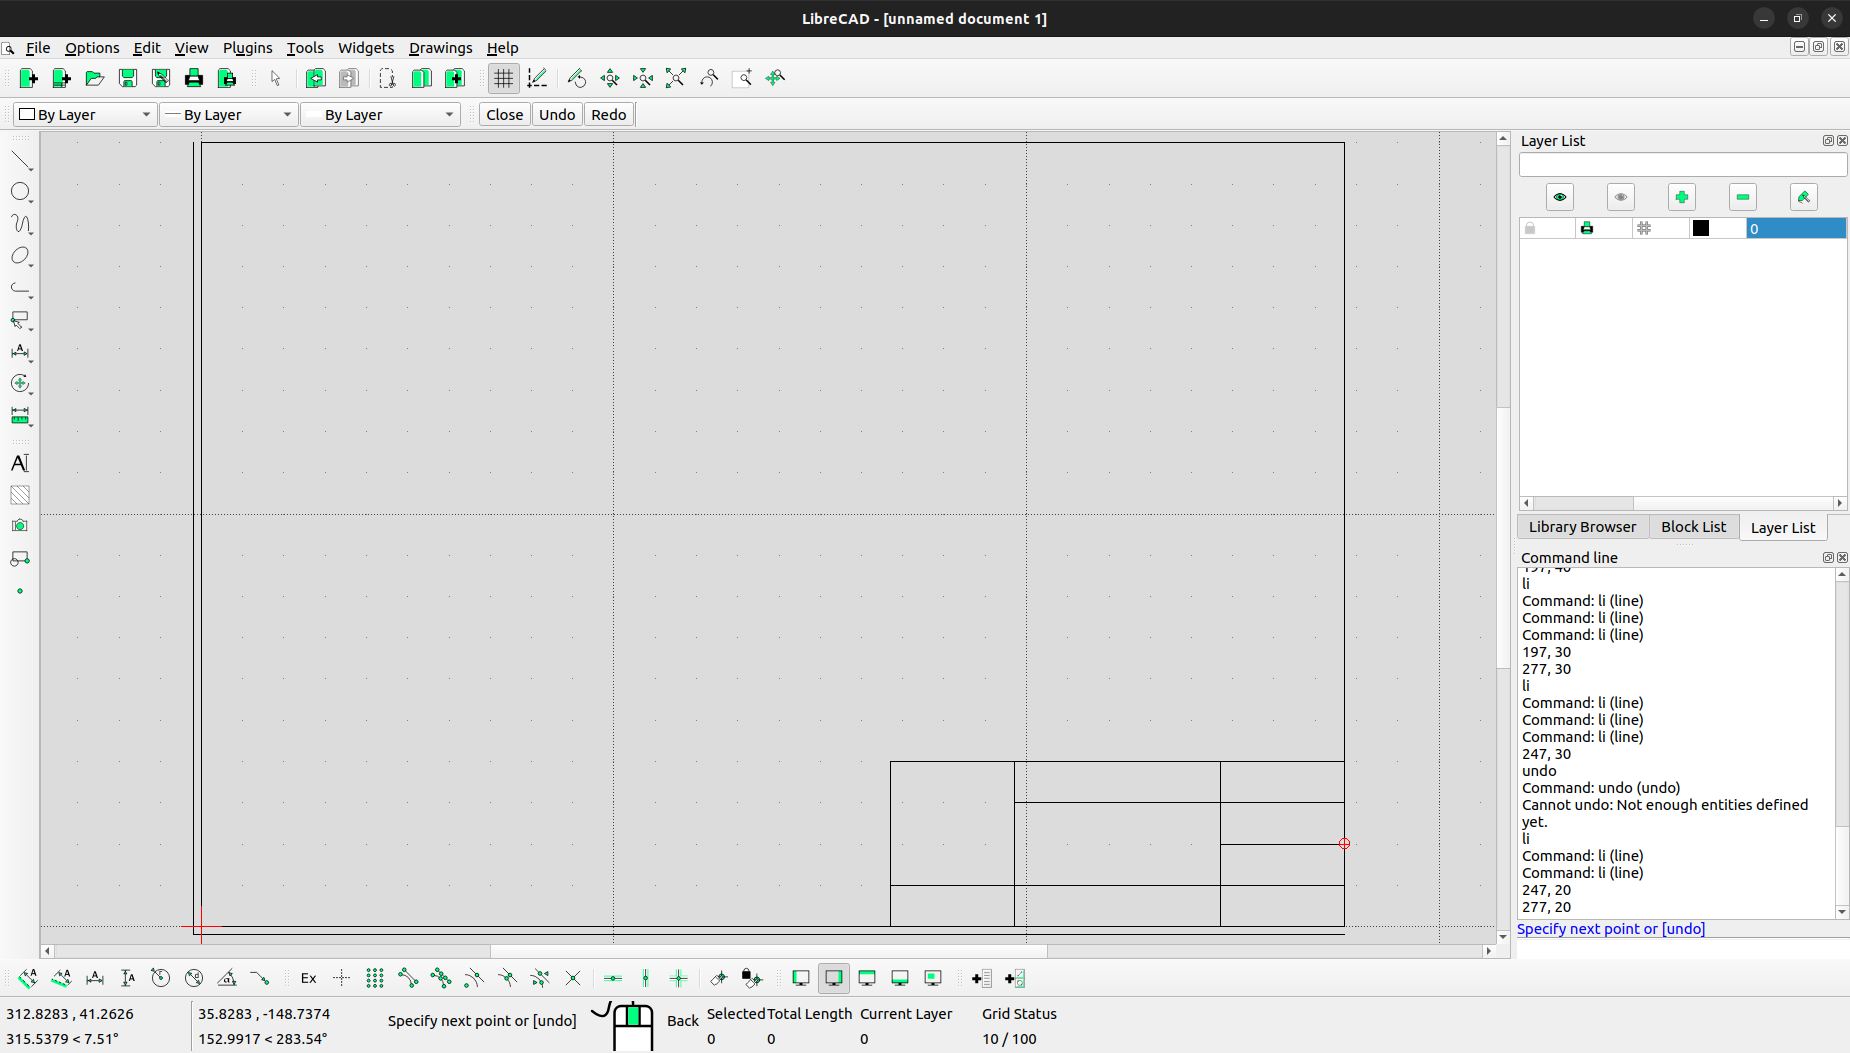 LibreCAD - [unnamed document 1]
File Options Edit View Plugins Tools Widgets Drawings Help
By Layer By Layer By Layer Close Undo Redo
Layer List
0
Library Browser Block List Layer List
Command line
197, 40
li
Command: li (line)
Command: li (line)
Command: li (line)
197, 30
277, 30
li
Command: li (line)
Command: li (line)
Command: li (line)
247, 30
undo
Command: undo (undo)
Cannot undo: Not enough entities defined
yet.
li
Command: li (line)
Command: li (line)
247, 20
277, 20
Specify next point or [undo]
Ex
312.8283 , 41.2626
315.5379 < 7.51°
35.8283 , -148.7374
152.9917 < 283.54°
Specify next point or [undo]
Back
Selected Total Length Current Layer Grid Status
0 0 0 10 / 100